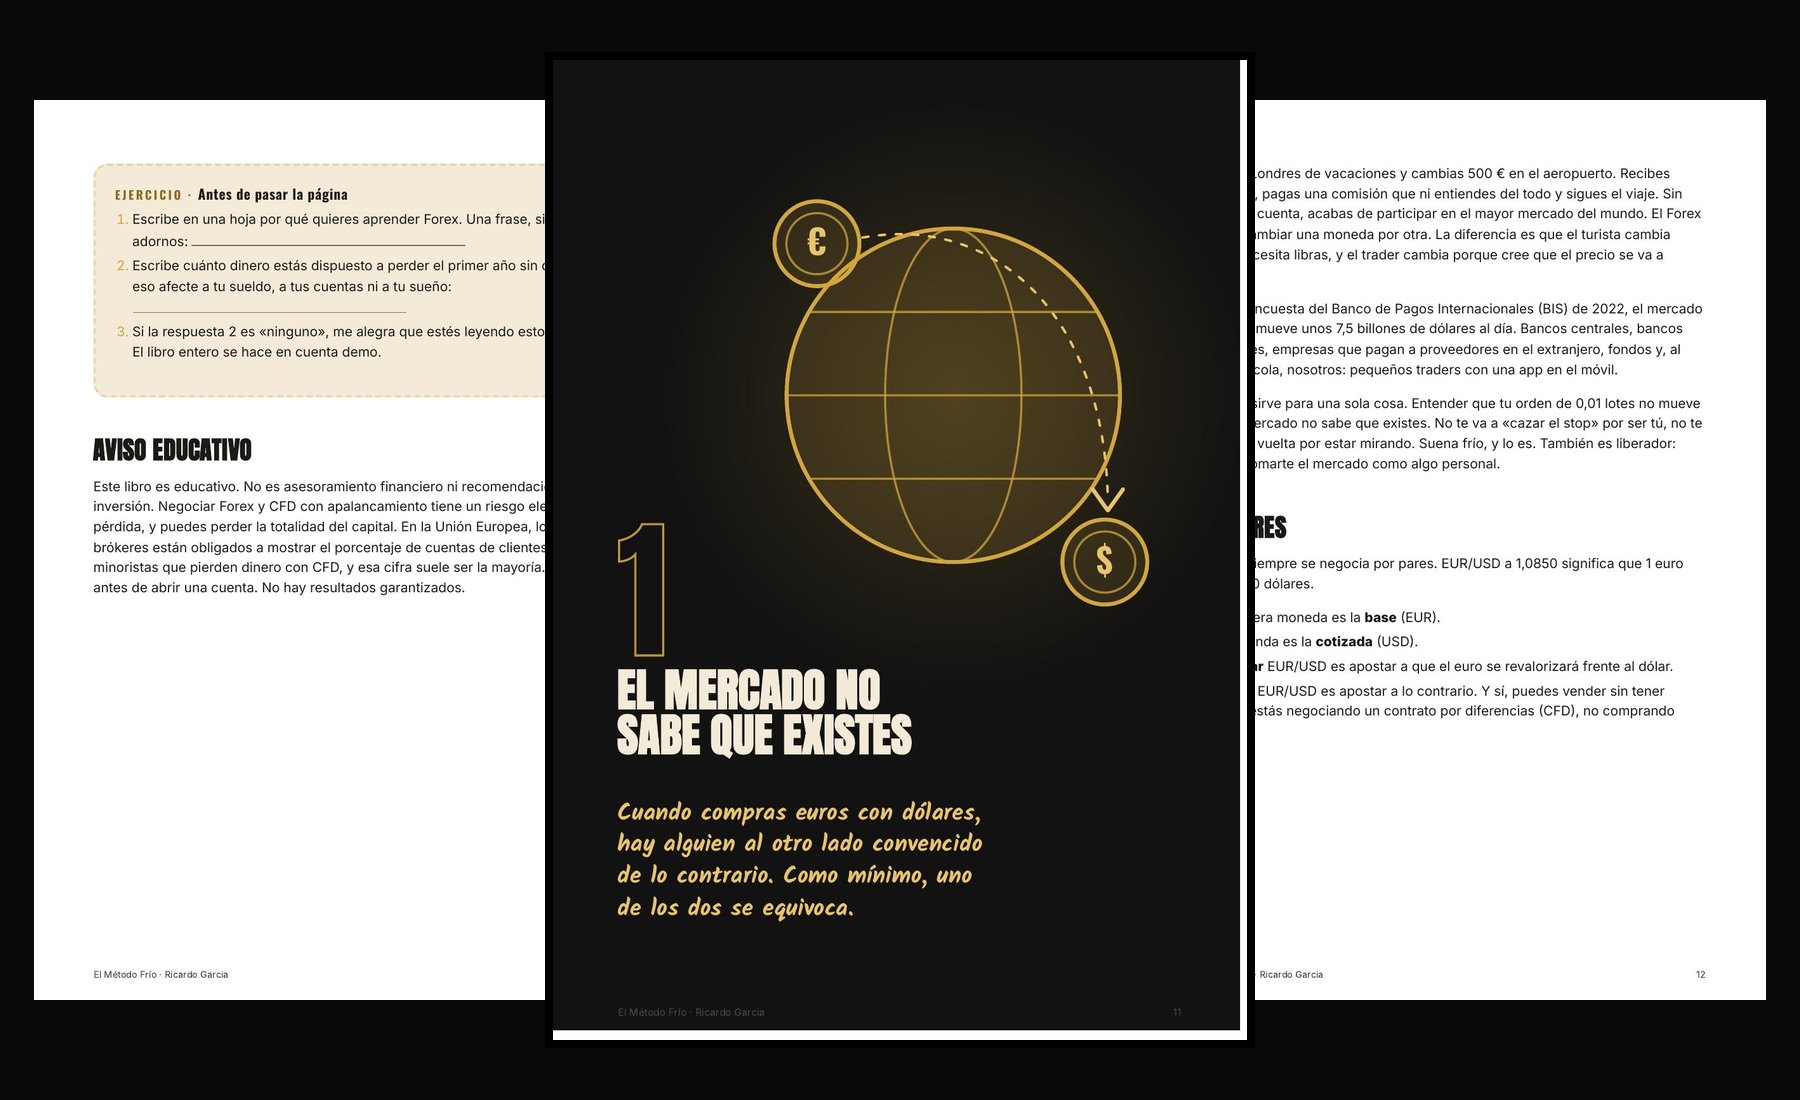 EJERCICIO · Antes de pasar la página
1. Escribe en una hoja por qué quieres aprender Forex. Una frase,
adornos:
2. Escribe cuánto dinero estás dispuesto a perder el primer año sin
eso afecte a tu sueldo, a tus cuentas ni a tu sueño:
3. Si la respuesta 2 es «ninguno», me alegra que estés leyendo esto
El libro entero se hace en cuenta demo.
AVISO EDUCATIVO
Este libro es educativo. No es asesoramiento financiero ni
inversión. Negociar Forex y CFD con apalancamiento tiene un riesgo
pérdida, y puedes perder la totalidad del capital. En la Unión Europea,
brókeres están obligados a mostrar el porcentaje de cuentas de clientes
minoristas que pierden dinero con CFD, y esa cifra suele ser la mayoría.
antes de abrir una cuenta. No hay resultados garantizados.
El Método Frío · Ricardo Garcia
€
$
1
EL MERCADO NO
SABE QUE EXISTES
Cuando compras euros con dólares,
hay alguien al otro lado convencido
de lo contrario. Como mínimo, uno
de los dos se equivoca.
El Método Frío · Ricardo Garcia
11
Londres de vacaciones y cambias 500 € en el aeropuerto. Recibes
, pagas una comisión que ni entiendes del todo y sigues el viaje. Sin
cuenta, acabas de participar en el mayor mercado del mundo. El Forex
una moneda por otra. La diferencia es que el turista cambia
libras, y el trader cambia porque cree que el precio se va a
del Banco de Pagos Internacionales (BIS) de 2022, el mercado
mueve unos 7,5 billones de dólares al día. Bancos centrales, bancos
empresas que pagan a proveedores en el extranjero, fondos y, al
cola, nosotros: pequeños traders con una app en el móvil.
sirve para una sola cosa. Entender que tu orden de 0,01 lotes no mueve
no sabe que existes. No te va a «cazar el stop» por ser tú, no te
vuelta por estar mirando. Suena frío, y lo es. También es liberador:
el mercado como algo personal.
RES
se negocia por pares. EUR/USD a 1,0850 significa que 1 euro
dólares.
moneda es la base (EUR).
es la cotizada (USD).
EUR/USD es apostar a que el euro se revalorizará frente al dólar.
EUR/USD es apostar a lo contrario. Y sí, puedes vender sin tener
estás negociando un contrato por diferencias (CFD), no comprando
· Ricardo Garcia
12